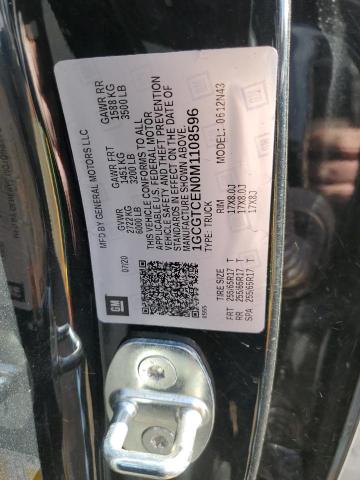 GM
MFD BY GENERAL MOTORS LLC
07/20
GVWR
2722 KG
6000 LB
GAWR FRT
1451 KG
3200 LB
GAWR RR
1588 KG
3500 LB
THIS VEHICLE CONFORMS TO ALL
APPLICABLE U.S. FEDERAL MOTOR
VEHICLE SAFETY AND THEFT PREVENTION
STANDARDS IN EFFECT ON THE DATE OF
MANUFACTURE SHOWN ABOVE.
1GCGTCEN0M1108596
TYPE: TRUCK
MODEL: 0612N43
TIRE SIZE RIM
FRT 255/65R17 T 17X8.0J
RR 255/65R17 T 17X8.0J
SPA 255/65R17 T 17X8J